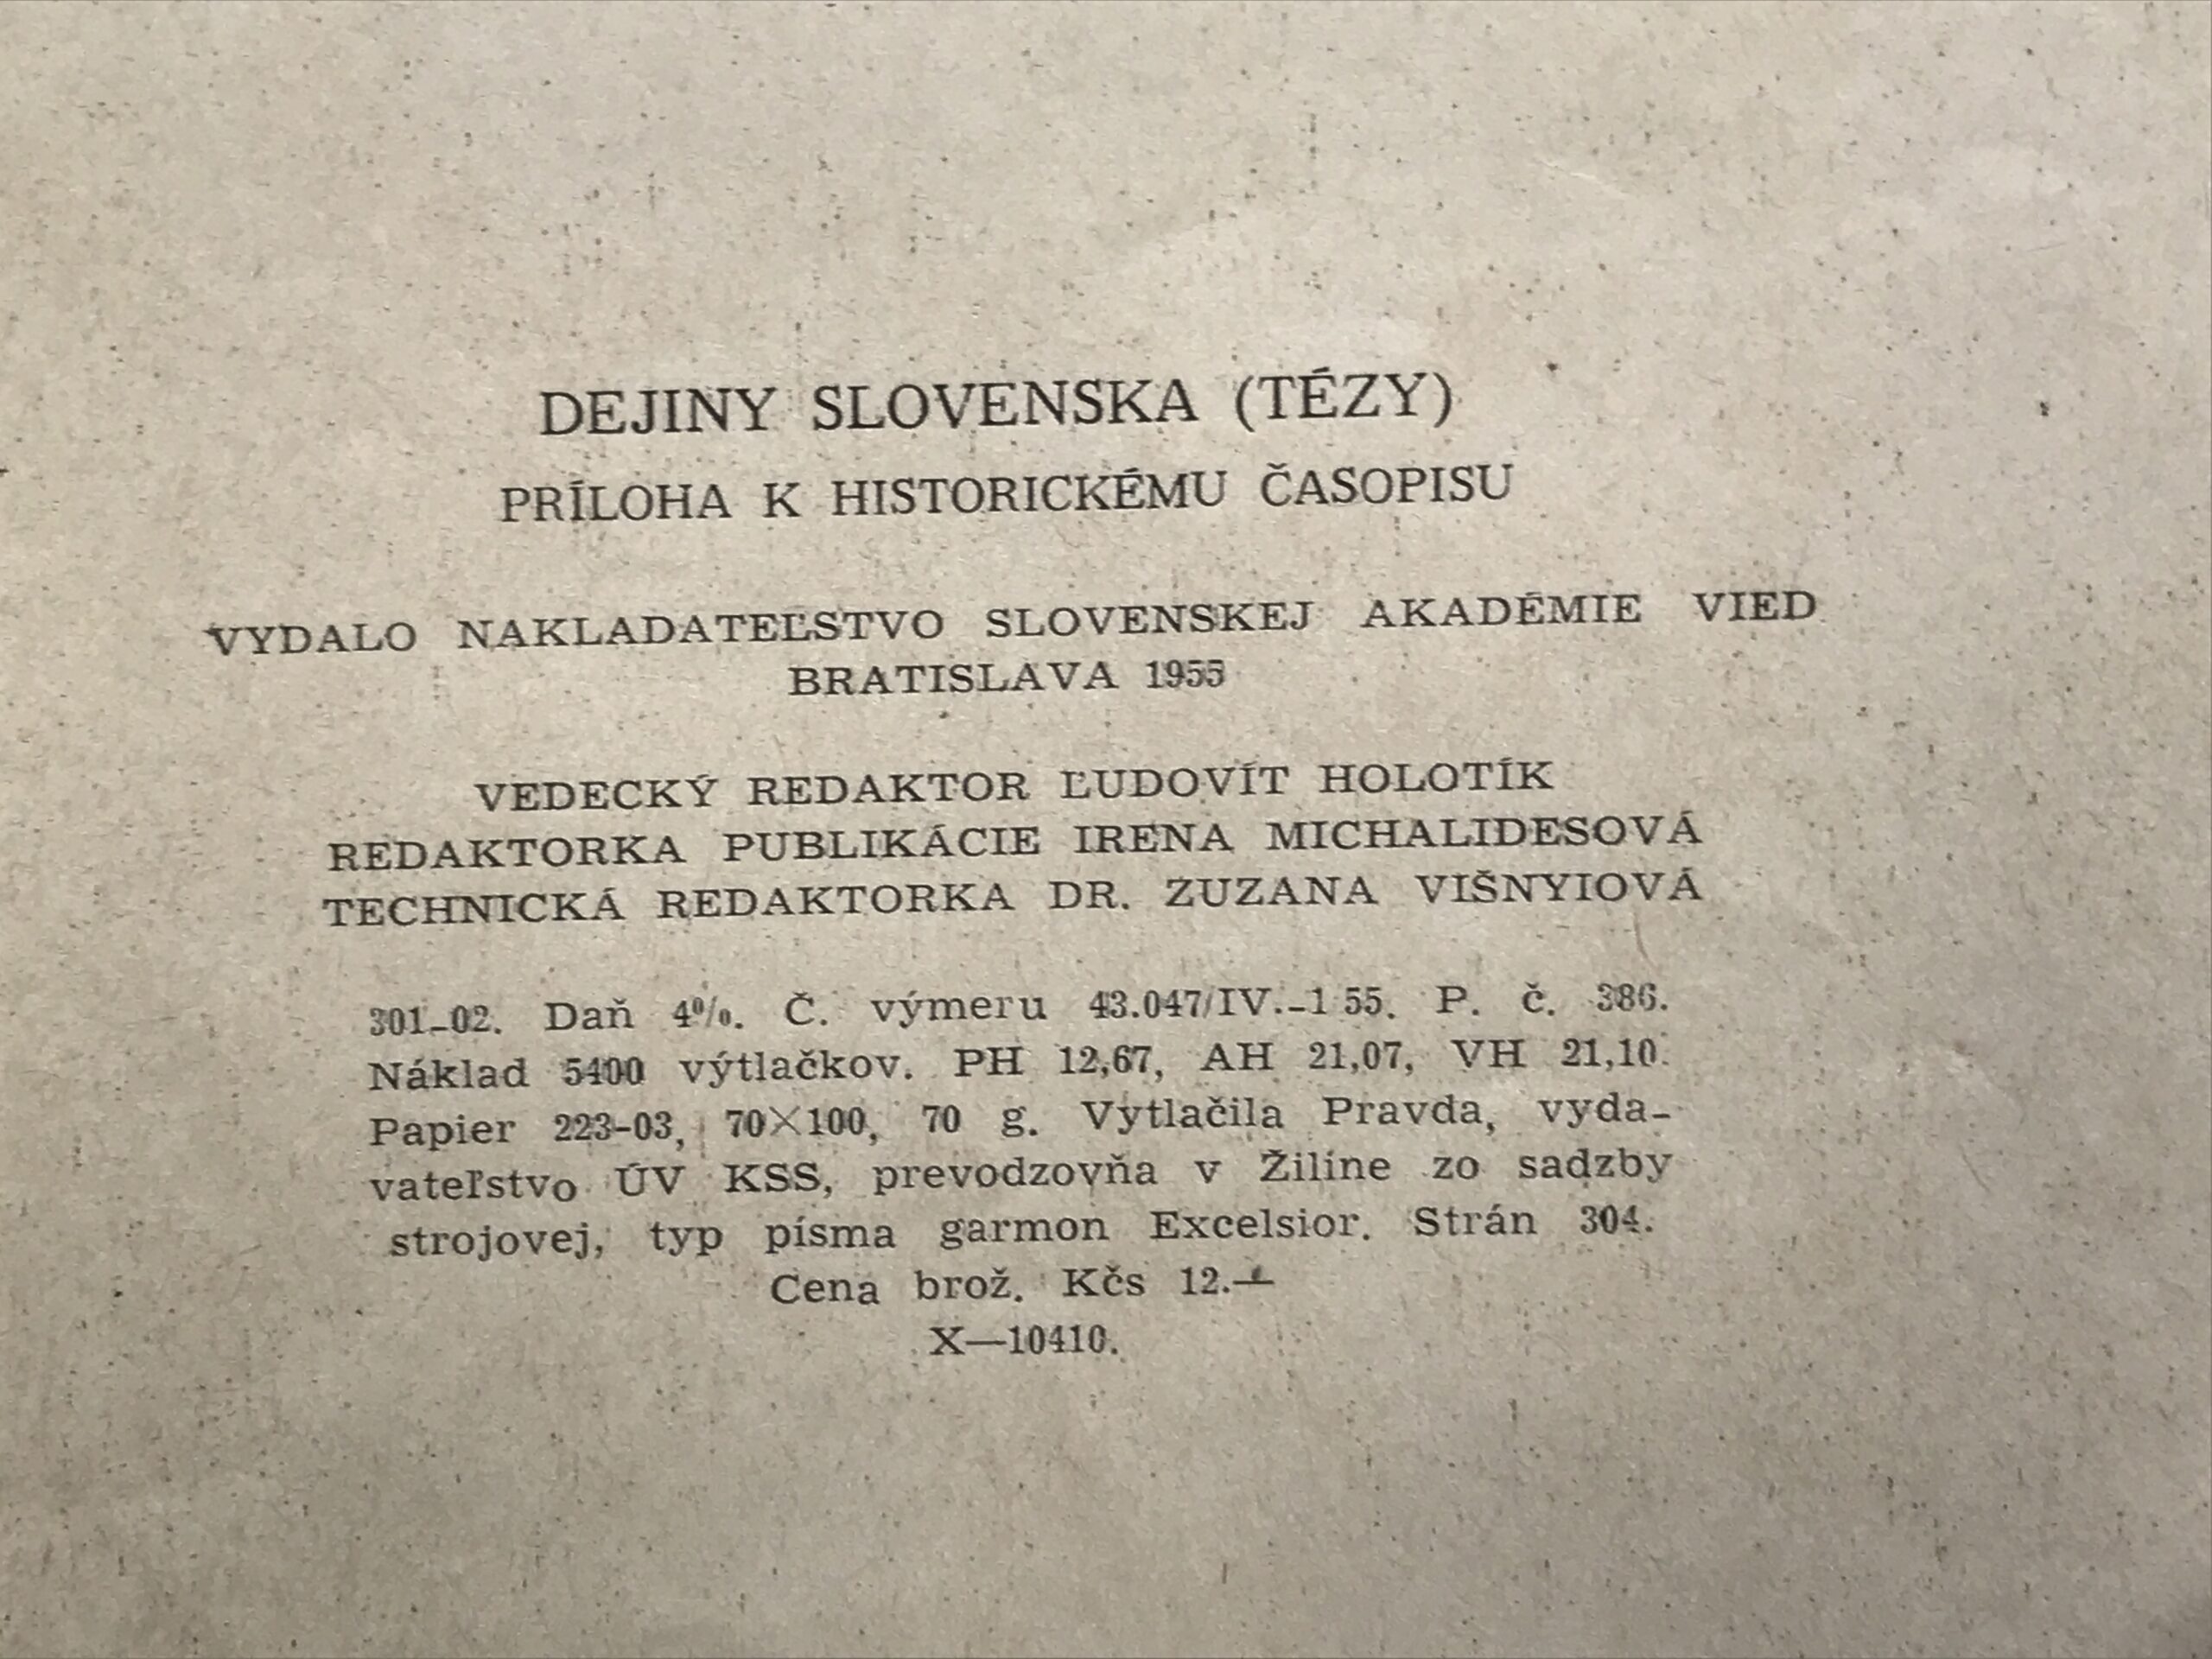 DEJINY SLOVENSKA (TÉZY)
PRÍLOHA K HISTORICKÉMU ČASOPISU
VYDALO NAKLADATEĽSTVO SLOVENSKEJ AKADÉMIE VIED
BRATISLAVA 1955
VEDECKÝ REDAKTOR ĽUDOVÍT HOLOTÍK
REDAKTORKA PUBLIKÁCIE IRENA MICHALIDESOVÁ
TECHNICKÁ REDAKTORKA DR. ZUZANA VIŠNYIOVÁ
301-02. Daň 4%. Č. výmeru 43.047/IV.-1 55. P. č. 386.
Náklad 5400 výtlačkov. PH 12,67, AH 21,07, VH 21,10.
Papier 223-03, 70×100, 70 g. Vytlačila Pravda, vyda-
vateľstvo ÚV KSS, prevodzovňa v Žilíne zo sadzby
strojovej, typ písma garmon Excelsior. Strán 304.
Cena brož. Kčs 12.—
X—10410.